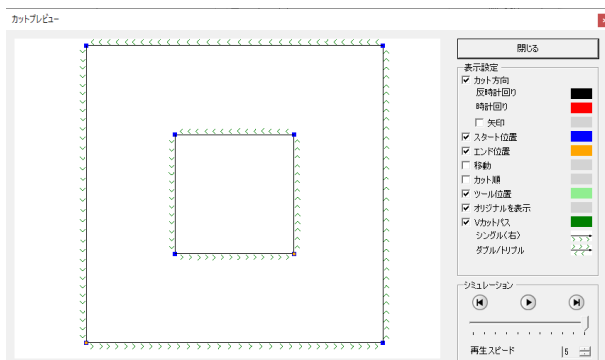 カットプレビュー
閉じる
表示設定
カット方向
反時計回り
時計回り
矢印
スタート位置
エンド位置
移動
カット順
ツール位置
オリジナルを表示
Vカットパス
シングル(右)
ダブル/トリプル
シミュレーション
再生スピード
5